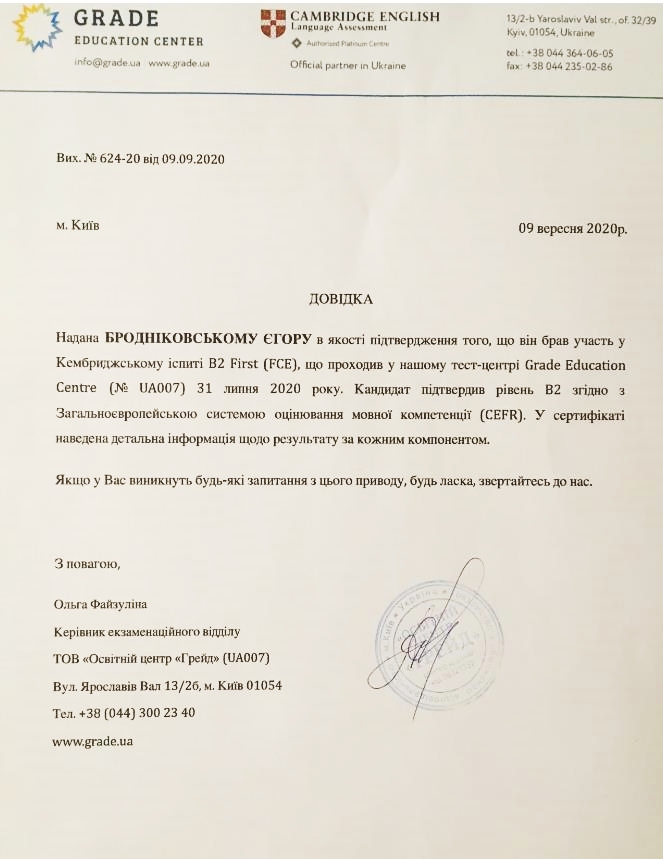 GRADE
EDUCATION CENTER
info@grade.ua www.grade.ua
CAMBRIDGE ENGLISH
Language Assessment
Authorised Platinum Centre
Official partner in Ukraine
13/2-b Yaroslaviv Val str., of. 32/39
Kyiv, 01054, Ukraine
tel.: +38 044 364-06-05
fax: +38 044 235-02-86
Вих. № 624-20 від 09.09.2020
м. Київ
09 вересня 2020р.
ДОВІДКА
Надана БРОДНІКОВСЬКОМУ ЄГОРУ в якості підтвердження того, що він брав участь у
Кембриджському іспиті B2 First (FCE), що проходив у нашому тест-центрі Grade Education
Centre (№ UA007) 31 липня 2020 року. Кандидат підтвердив рівень B2 згідно з
Загальноєвропейською системою оцінювання мовної компетенції (CEFR). У сертифікаті
наведена детальна інформація щодо результату за кожним компонентом.
Якщо у Вас виникнуть будь-які запитання з цього приводу, будь ласка, звертайтесь до нас.
З повагою,
Ольга Файзуліна
Керівник екзаменаційного відділу
ТОВ «Освітній центр «Грейд» (UA007)
Вул. Ярославів Вал 13/2б, м. Київ 01054
Тел. +38 (044) 300 23 40
www.grade.ua
м. Київ * Україна *